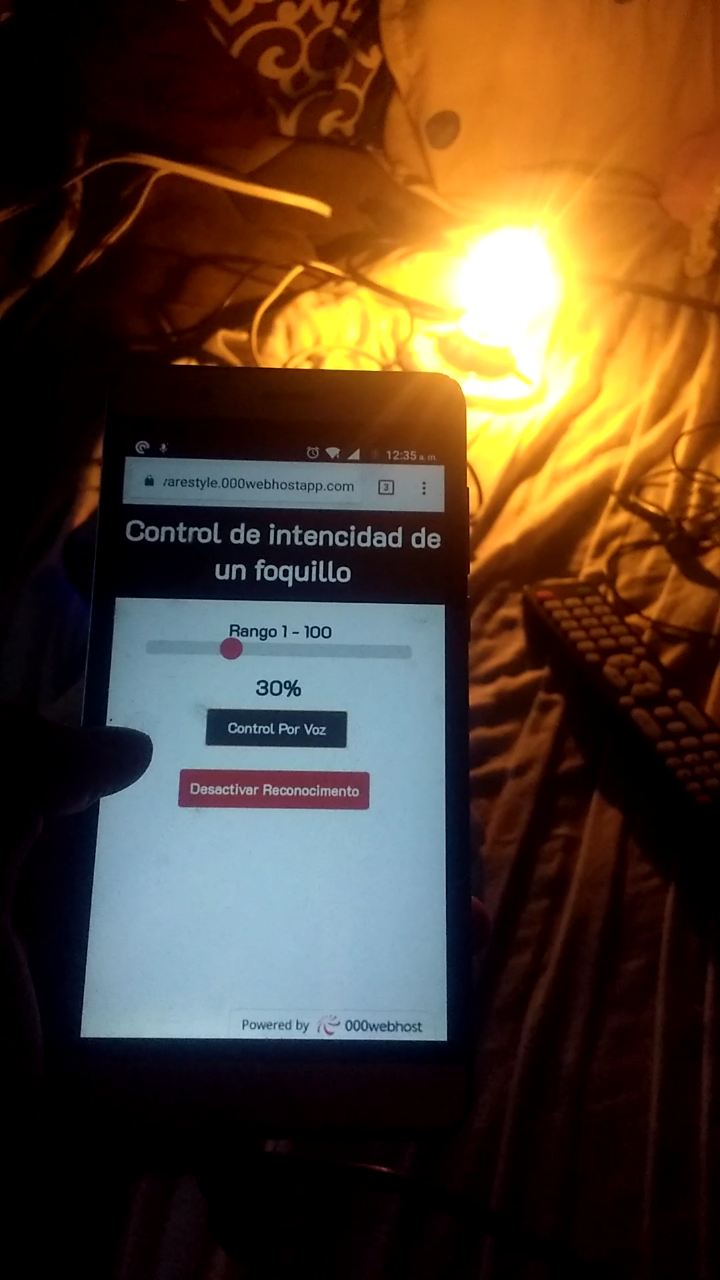 12:35 a. m.
/arestyle.000webhostapp.com
3
Control de intencidad de
un foquillo
Rango 1 - 100
30%
Control Por Voz
Desactivar Reconocimento
Powered by 000webhost